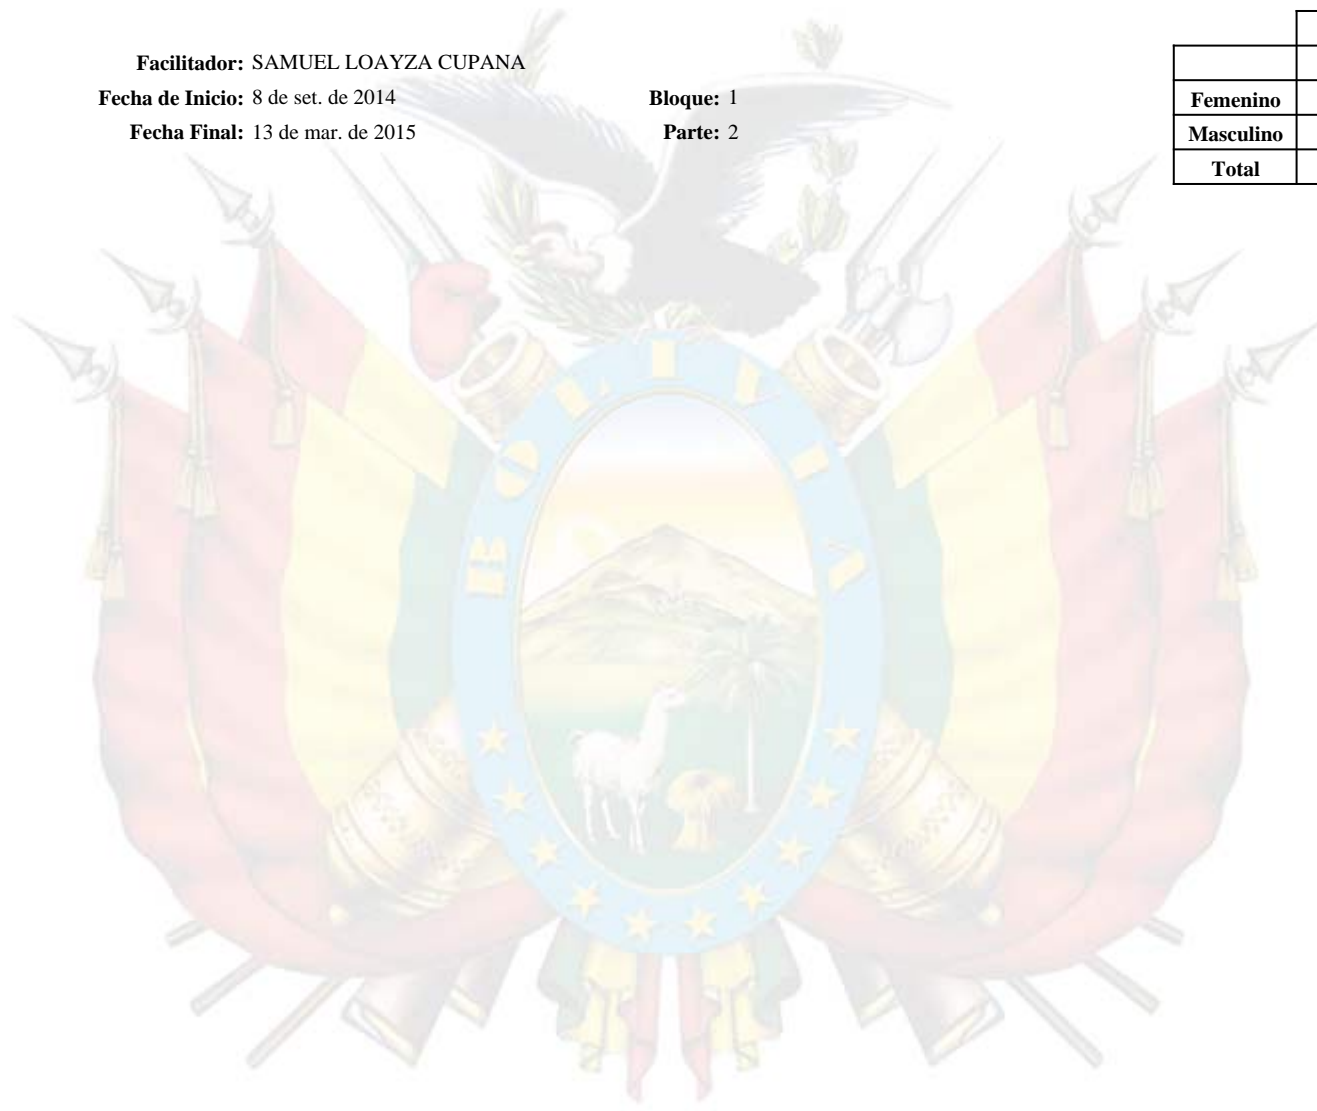 Facilitador: SAMUEL LOAYZA CUPANA
Fecha de Inicio: 8 de set. de 2014 Bloque: 1
Fecha Final: 13 de mar. de 2015 Parte: 2
Femenino
Masculino
Total
BOLIVIA